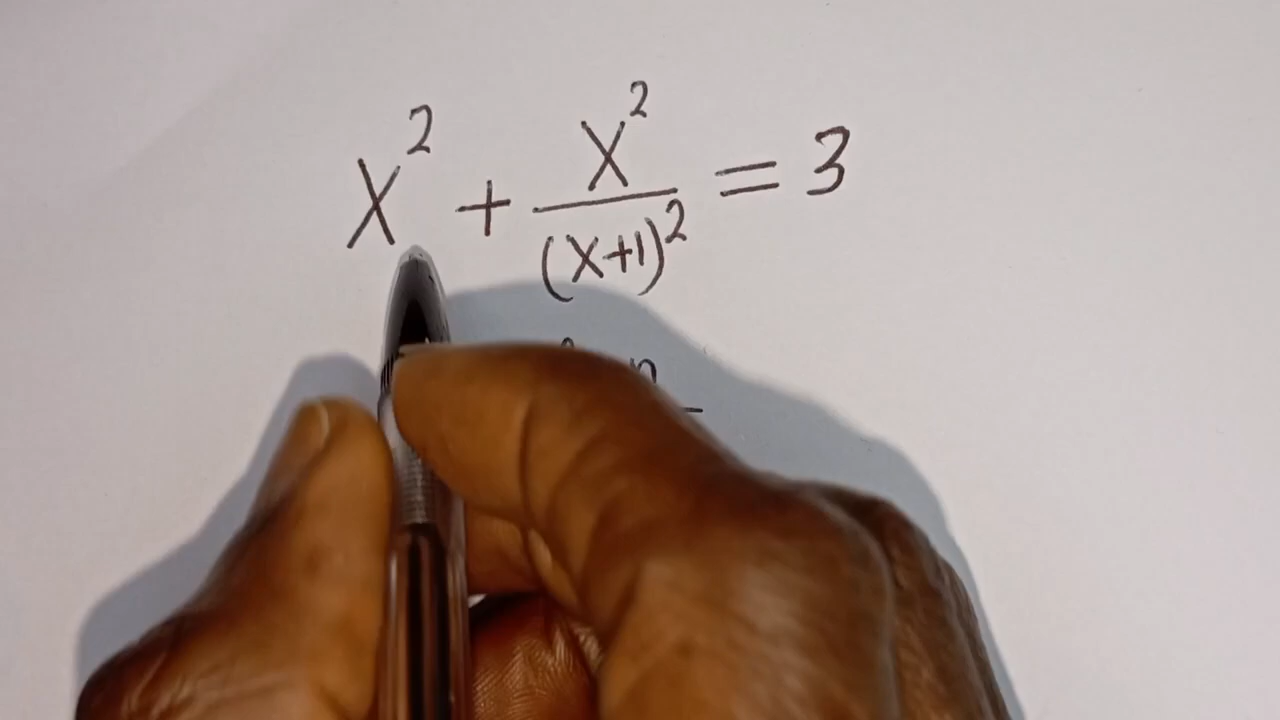 x² + x²/(x+1)² = 3